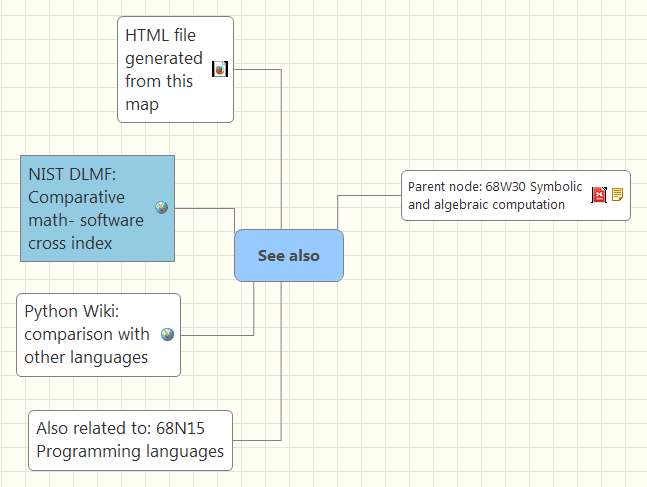 HTML file
generated
from this
map
NIST DLMF:
Comparative
math- software
cross index
Python Wiki:
comparison with
other languages
Also related to: 68N15
Programming languages
See also
Parent node: 68W30 Symbolic
and algebraic computation